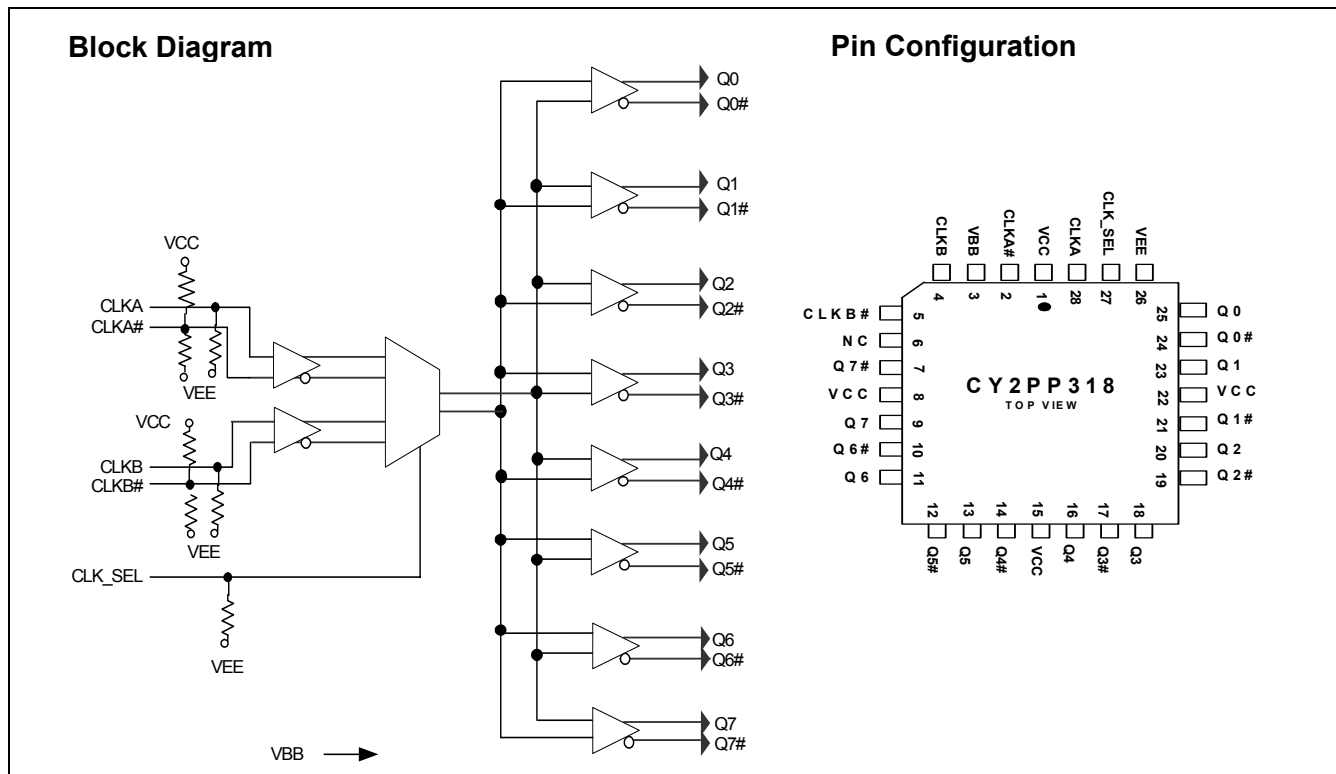 Block Diagram
Pin Configuration
VCC
CLKA
CLKA#
VEE
VCC
CLKB
CLKB#
VEE
CLK_SEL
VEE
VBB
Q0
Q0#
Q1
Q1#
Q2
Q2#
Q3
Q3#
Q4
Q4#
Q5
Q5#
Q6
Q6#
Q7
Q7#
CLKB
VBB
CLKA#
VCC
CLKA
CLK_SEL
VEE
4
3
2
1
28
27
26
CLKB# 5
NC 6
Q7# 7
VCC 8
Q7 9
Q6# 10
Q6 11
CY2PP318
TOP VIEW
25 Q0
24 Q0#
23 Q1
22 VCC
21 Q1#
20 Q2
19 Q2#
12
13
14
15
16
17
18
Q5#
Q5
Q4#
VCC
Q4
Q3#
Q3